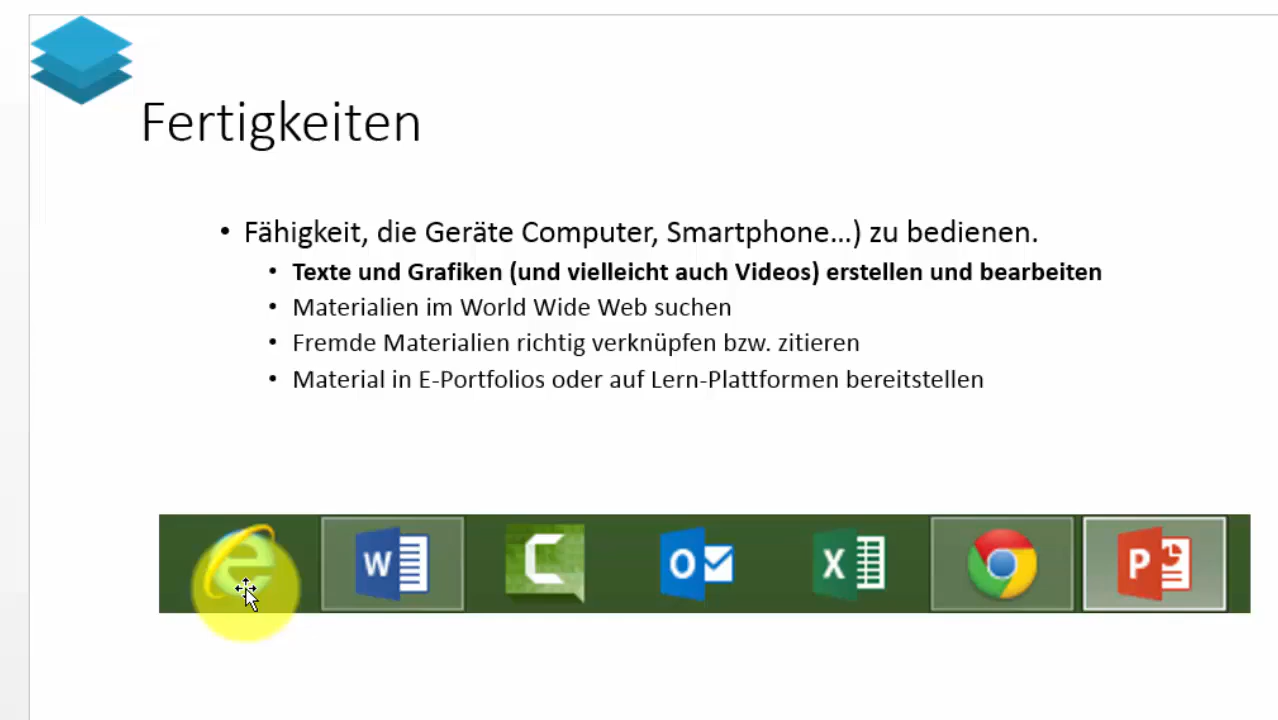 Fertigkeiten
• Fähigkeit, die Geräte Computer, Smartphone...) zu bedienen.
• Texte und Grafiken (und vielleicht auch Videos) erstellen und bearbeiten
• Materialien im World Wide Web suchen
• Fremde Materialien richtig verknüpfen bzw. zitieren
• Material in E-Portfolios oder auf Lern-Plattformen bereitstellen